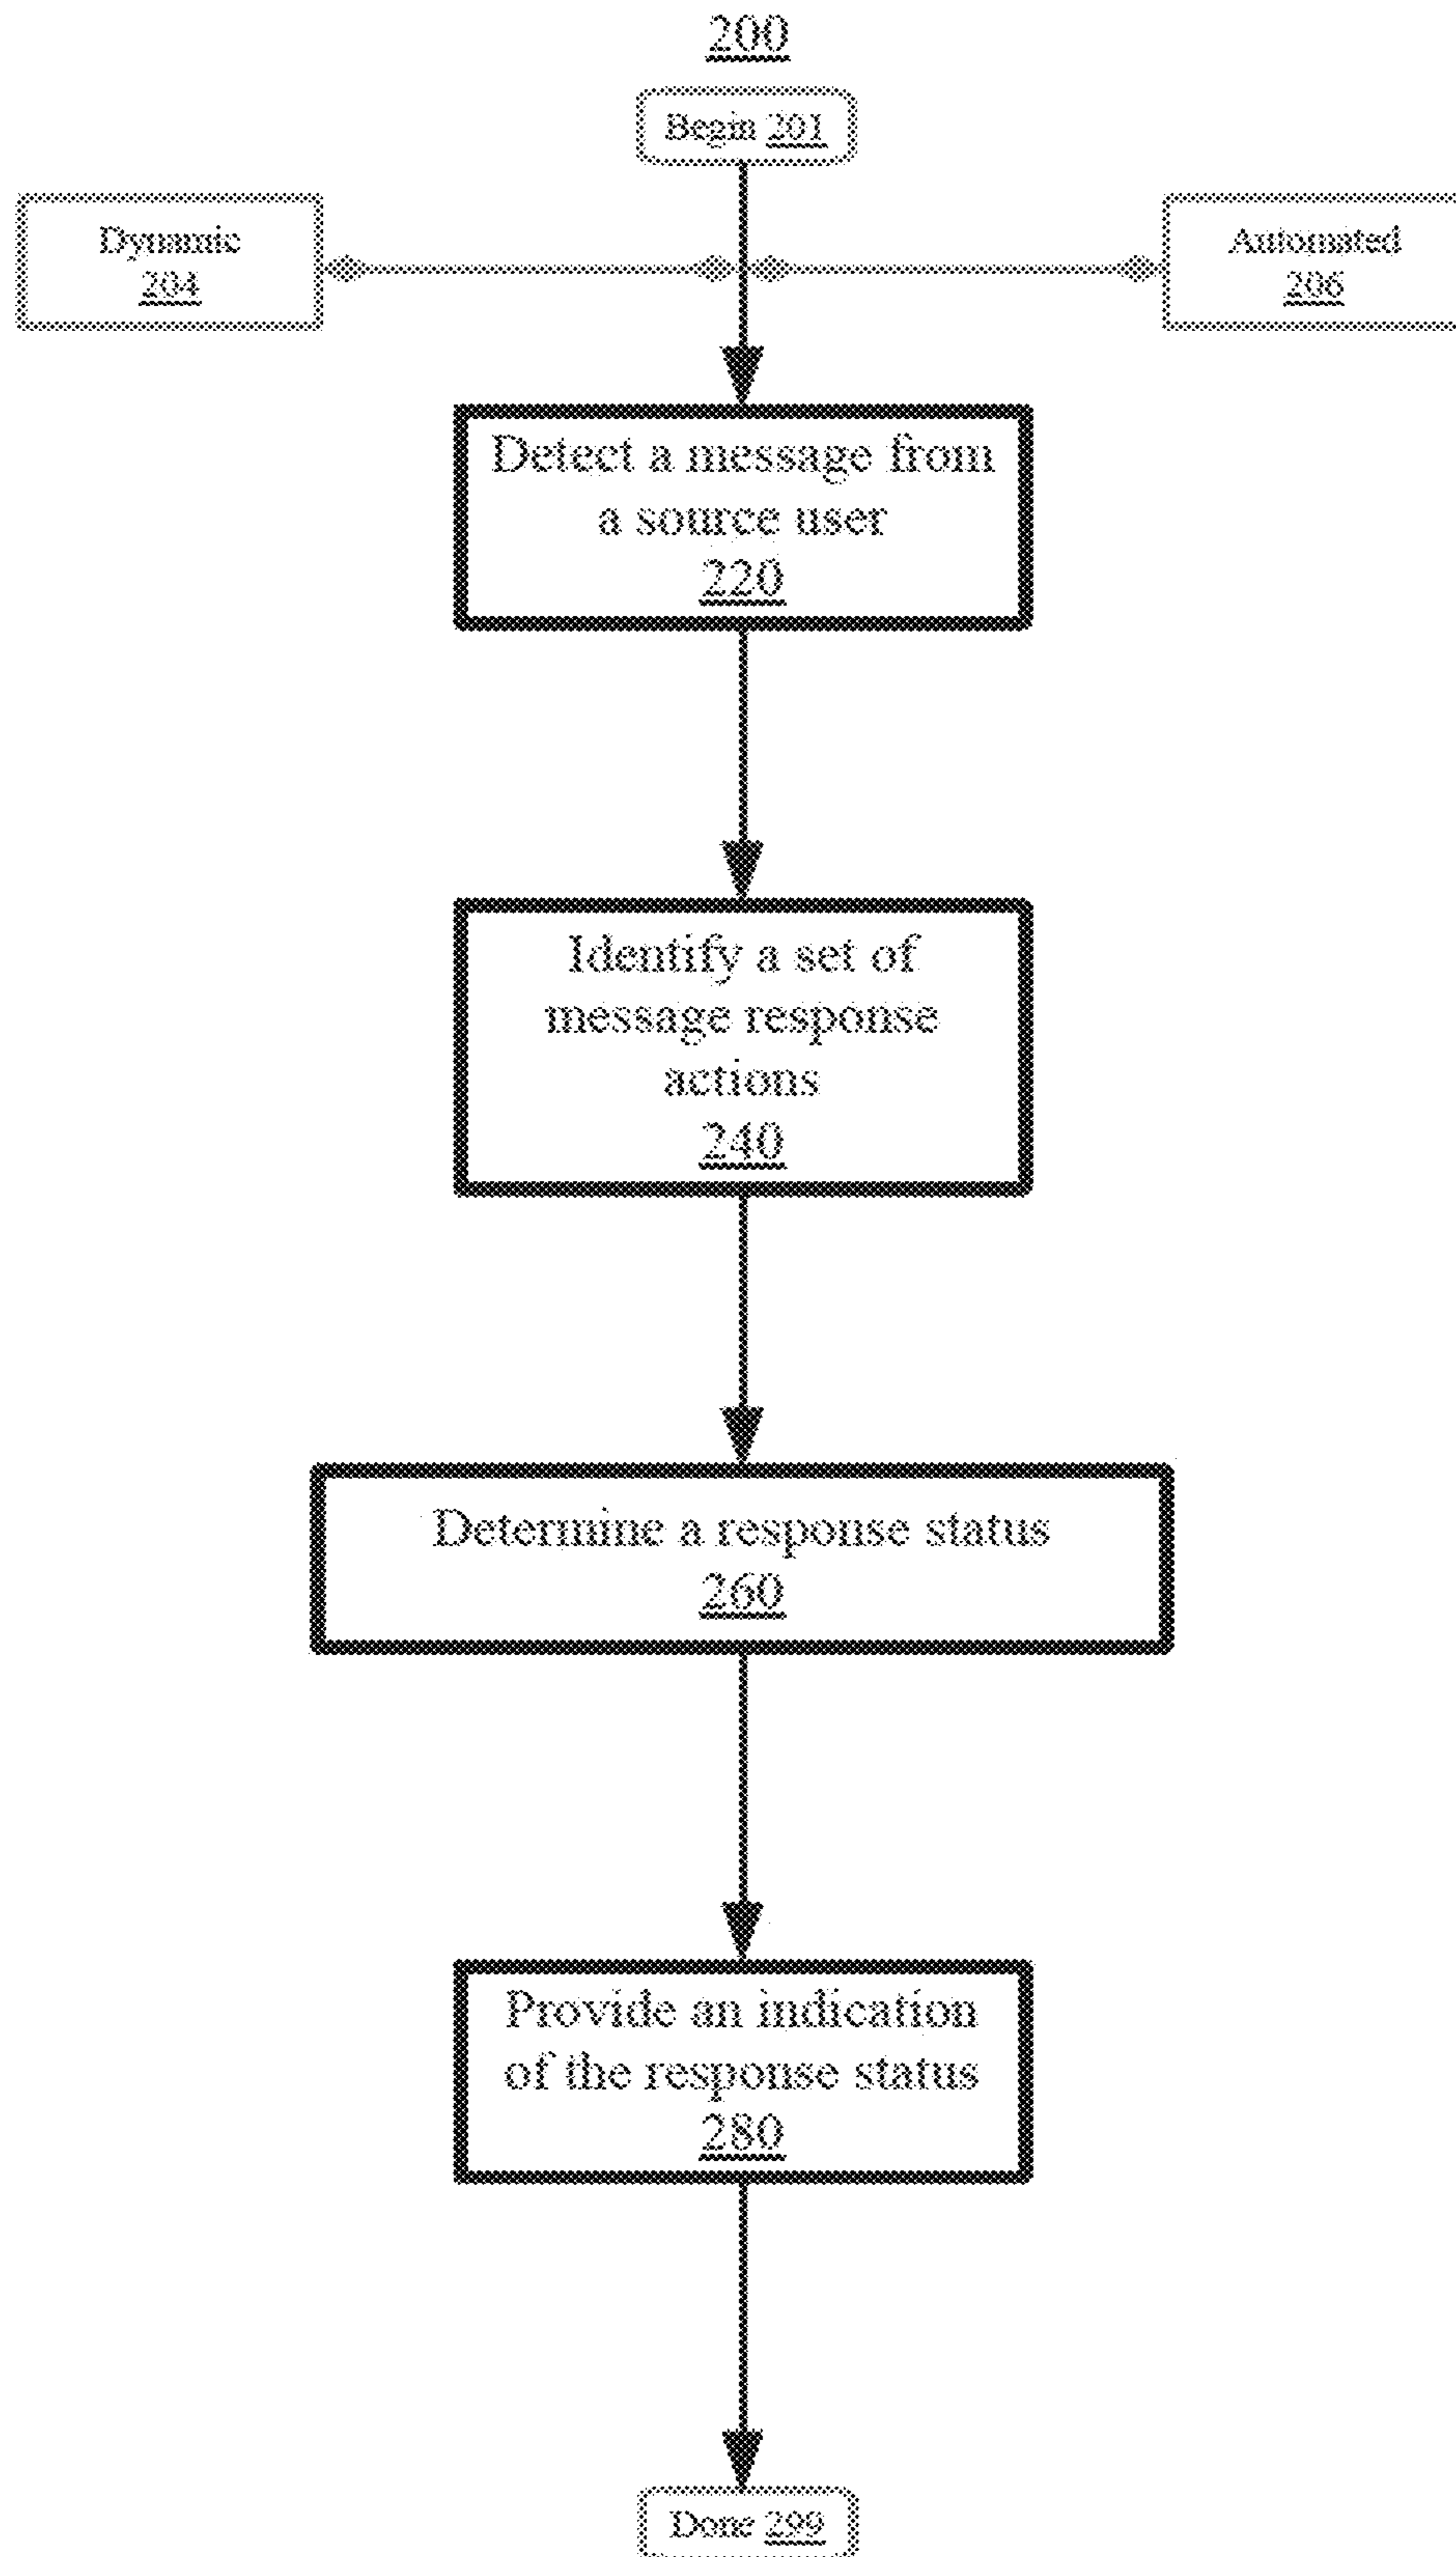 200
Begin 201
Dynamic
204
Automated
206
Detect a message from
a source user
220
Identify a set of
message response
actions
240
Determine a response status
260
Provide an indication
of the response status
280
Done 299